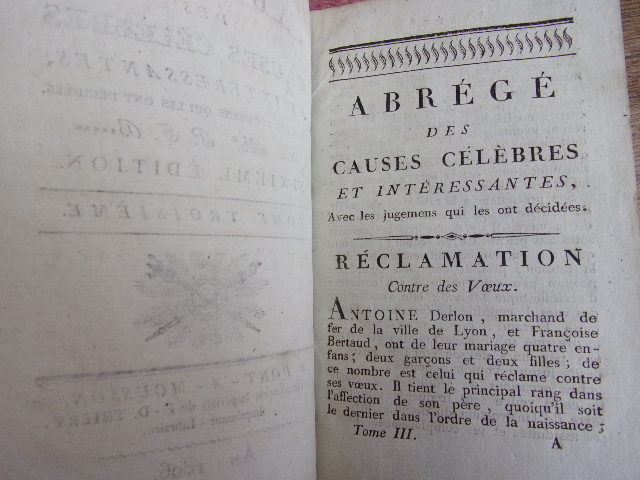 ABRÉGÉ
DES
CAUSES CÉLÈBRES
ET INTÉRESSANTES,
Avec les jugemens qui les ont décidées.
RÉCLAMATION
Contre des Vœux.
ANTOINE Derlon, marchand de
fer de la ville de Lyon, et Françoise
Bertaud, ont de leur mariage quatre en-
fans; deux garçons et deux filles; de
ce nombre est celui qui réclame contre
ses vœux. Il tient le principal rang dans
l'affection de son père, quoiqu'il soit
le dernier dans l'ordre de la naissance;
Tome III. A